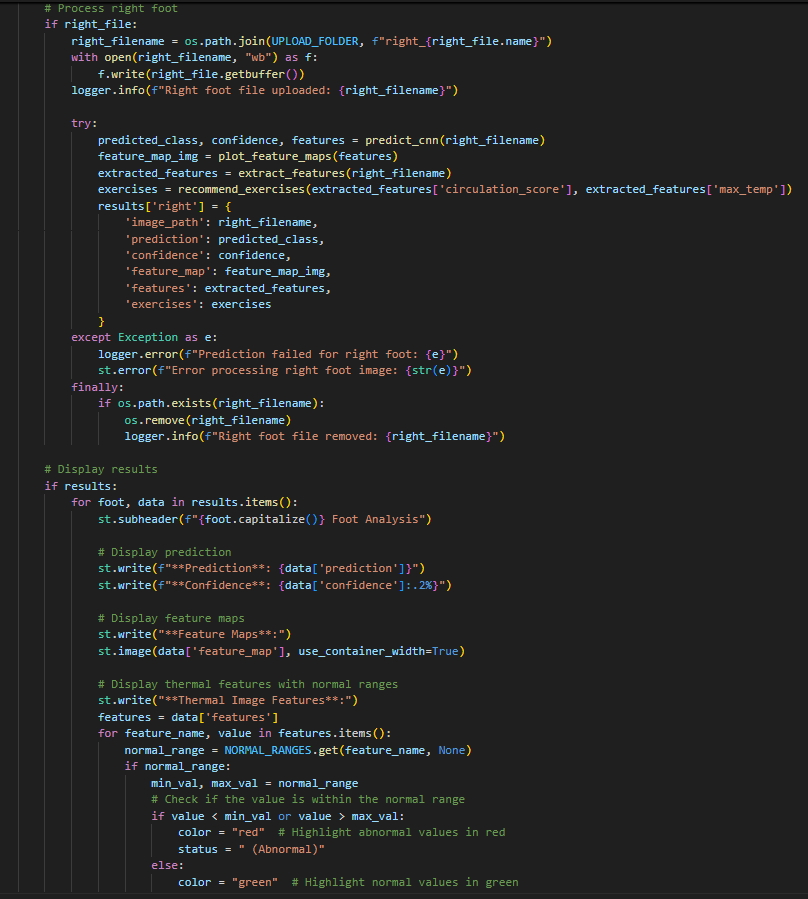 # Process right foot
if right_file:
    right_filename = os.path.join(UPLOAD_FOLDER, f"right_{right_file.name}")
    with open(right_filename, "wb") as f:
        f.write(right_file.getbuffer())
    logger.info(f"Right foot file uploaded: {right_filename}")

    try:
        predicted_class, confidence, features = predict_cnn(right_filename)
        feature_map_img = plot_feature_maps(features)
        extracted_features = extract_features(right_filename)
        exercises = recommend_exercises(extracted_features['circulation_score'], extracted_features['max_temp'])
        results['right'] = {
            'image_path': right_filename,
            'prediction': predicted_class,
            'confidence': confidence,
            'feature_map': feature_map_img,
            'features': extracted_features,
            'exercises': exercises
        }
    except Exception as e:
        logger.error(f"Prediction failed for right foot: {e}")
        st.error(f"Error processing right foot image: {str(e)}")
    finally:
        if os.path.exists(right_filename):
            os.remove(right_filename)
            logger.info(f"Right foot file removed: {right_filename}")

# Display results
if results:
    for foot, data in results.items():
        st.subheader(f"{foot.capitalize()} Foot Analysis")

        # Display prediction
        st.write(f"**Prediction**: {data['prediction']}")
        st.write(f"**Confidence**: {data['confidence']:.2%}")

        # Display feature maps
        st.write("**Feature Maps**:")
        st.image(data['feature_map'], use_container_width=True)

        # Display thermal features with normal ranges
        st.write("**Thermal Image Features**:")
        features = data['features']
        for feature_name, value in features.items():
            normal_range = NORMAL_RANGES.get(feature_name, None)
            if normal_range:
                min_val, max_val = normal_range
                # Check if the value is within the normal range
                if value < min_val or value > max_val:
                    color = "red"  # Highlight abnormal values in red
                    status = " (Abnormal)"
                else:
                    color = "green"  # Highlight normal values in green